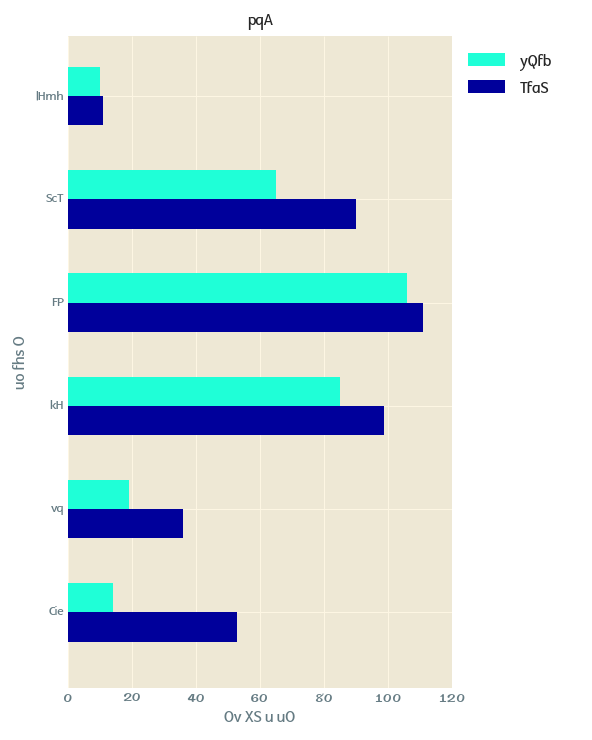 pqA
yQfb
TfaS
lHmh
ScT
FP
kH
vq
Cie
uo fhs O
0 20 40 60 80 100 120
Ov XS u uO